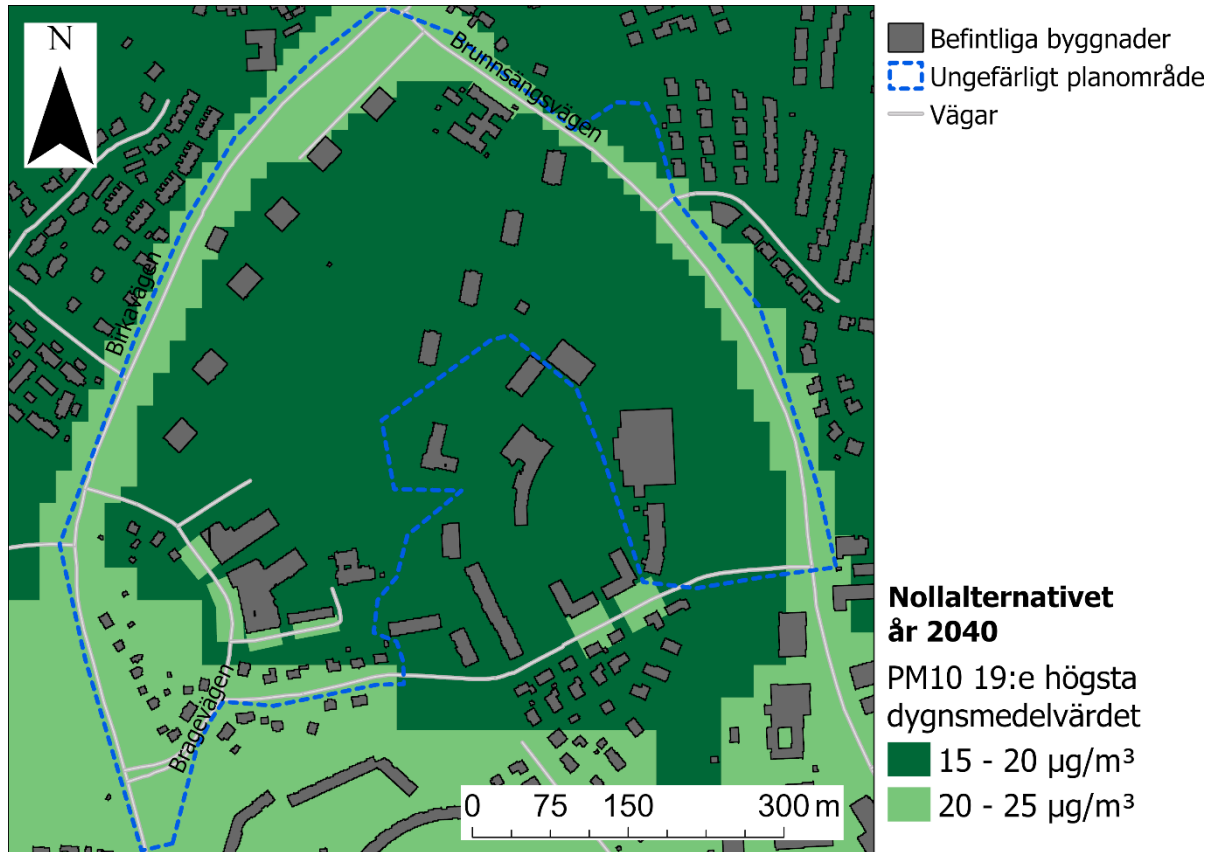 N
Brunnsängsvägen
Birkavägen
Bragevägen
0 75 150 300 m
Befintliga byggnader
Ungefärligt planområde
Vägar
Nollalternativet
år 2040
PM10 19:e högsta
dygnsmedelvärdet
15 - 20 µg/m³
20 - 25 µg/m³